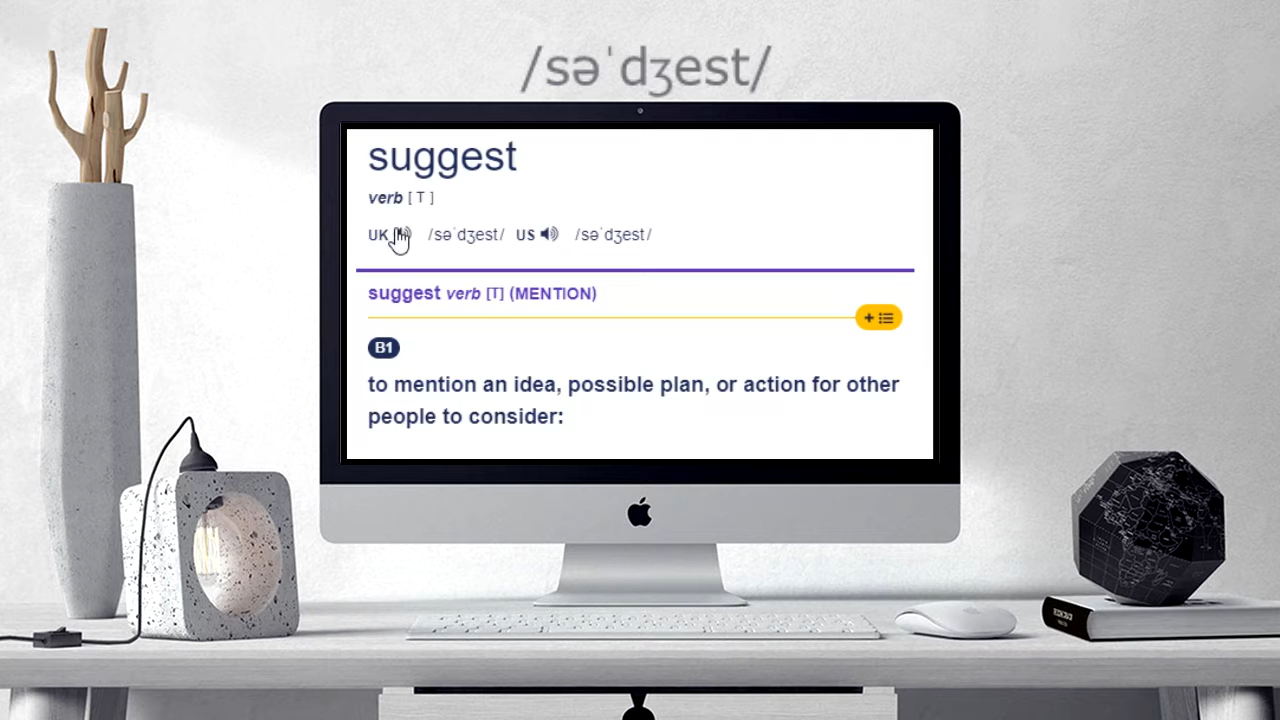 /səˈdʒest/
suggest
verb [ T ]
UK /səˈdʒest/ US /səˈdʒest/
suggest verb [T] (MENTION)
+
B1
to mention an idea, possible plan, or action for other
people to consider: